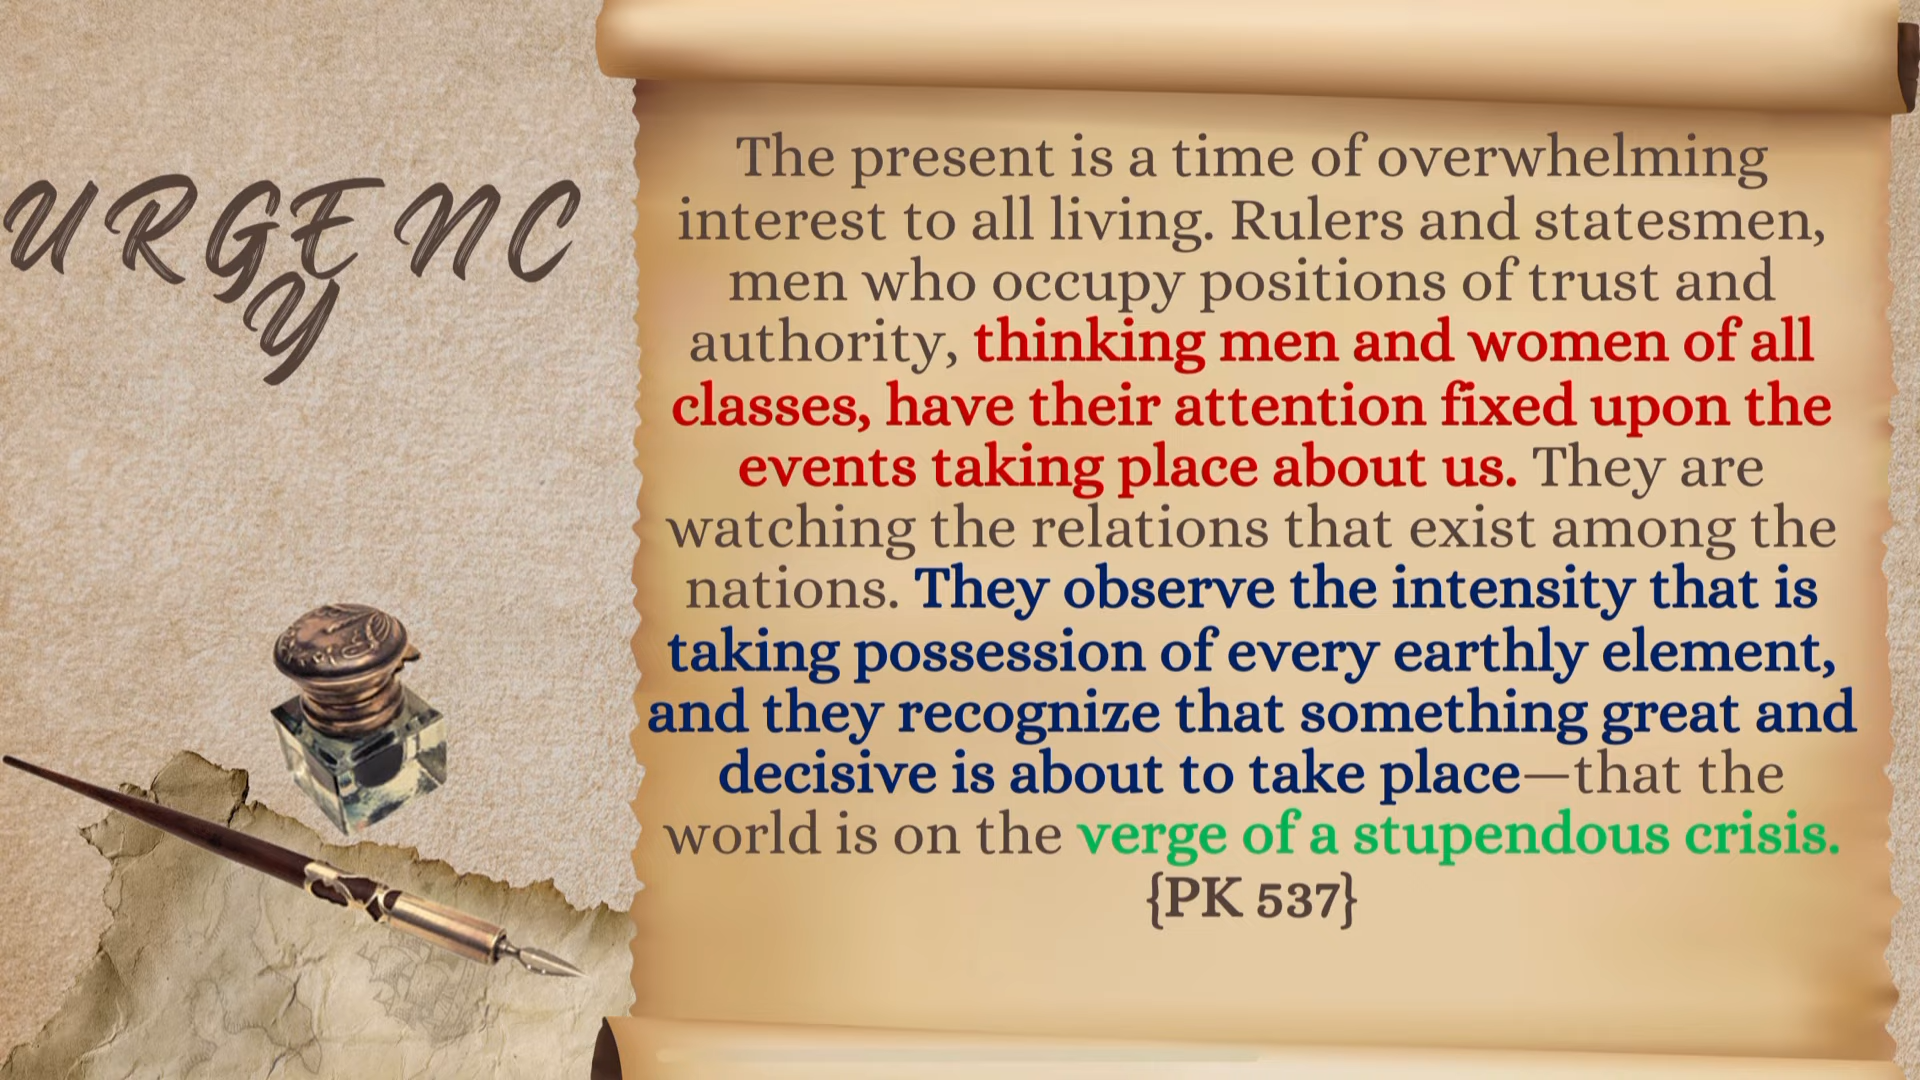 URGENC
Y
The present is a time of overwhelming
interest to all living. Rulers and statesmen,
men who occupy positions of trust and
authority, thinking men and women of all
classes, have their attention fixed upon the
events taking place about us. They are
watching the relations that exist among the
nations. They observe the intensity that is
taking possession of every earthly element,
and they recognize that something great and
decisive is about to take place—that the
world is on the verge of a stupendous crisis.
{PK 537}